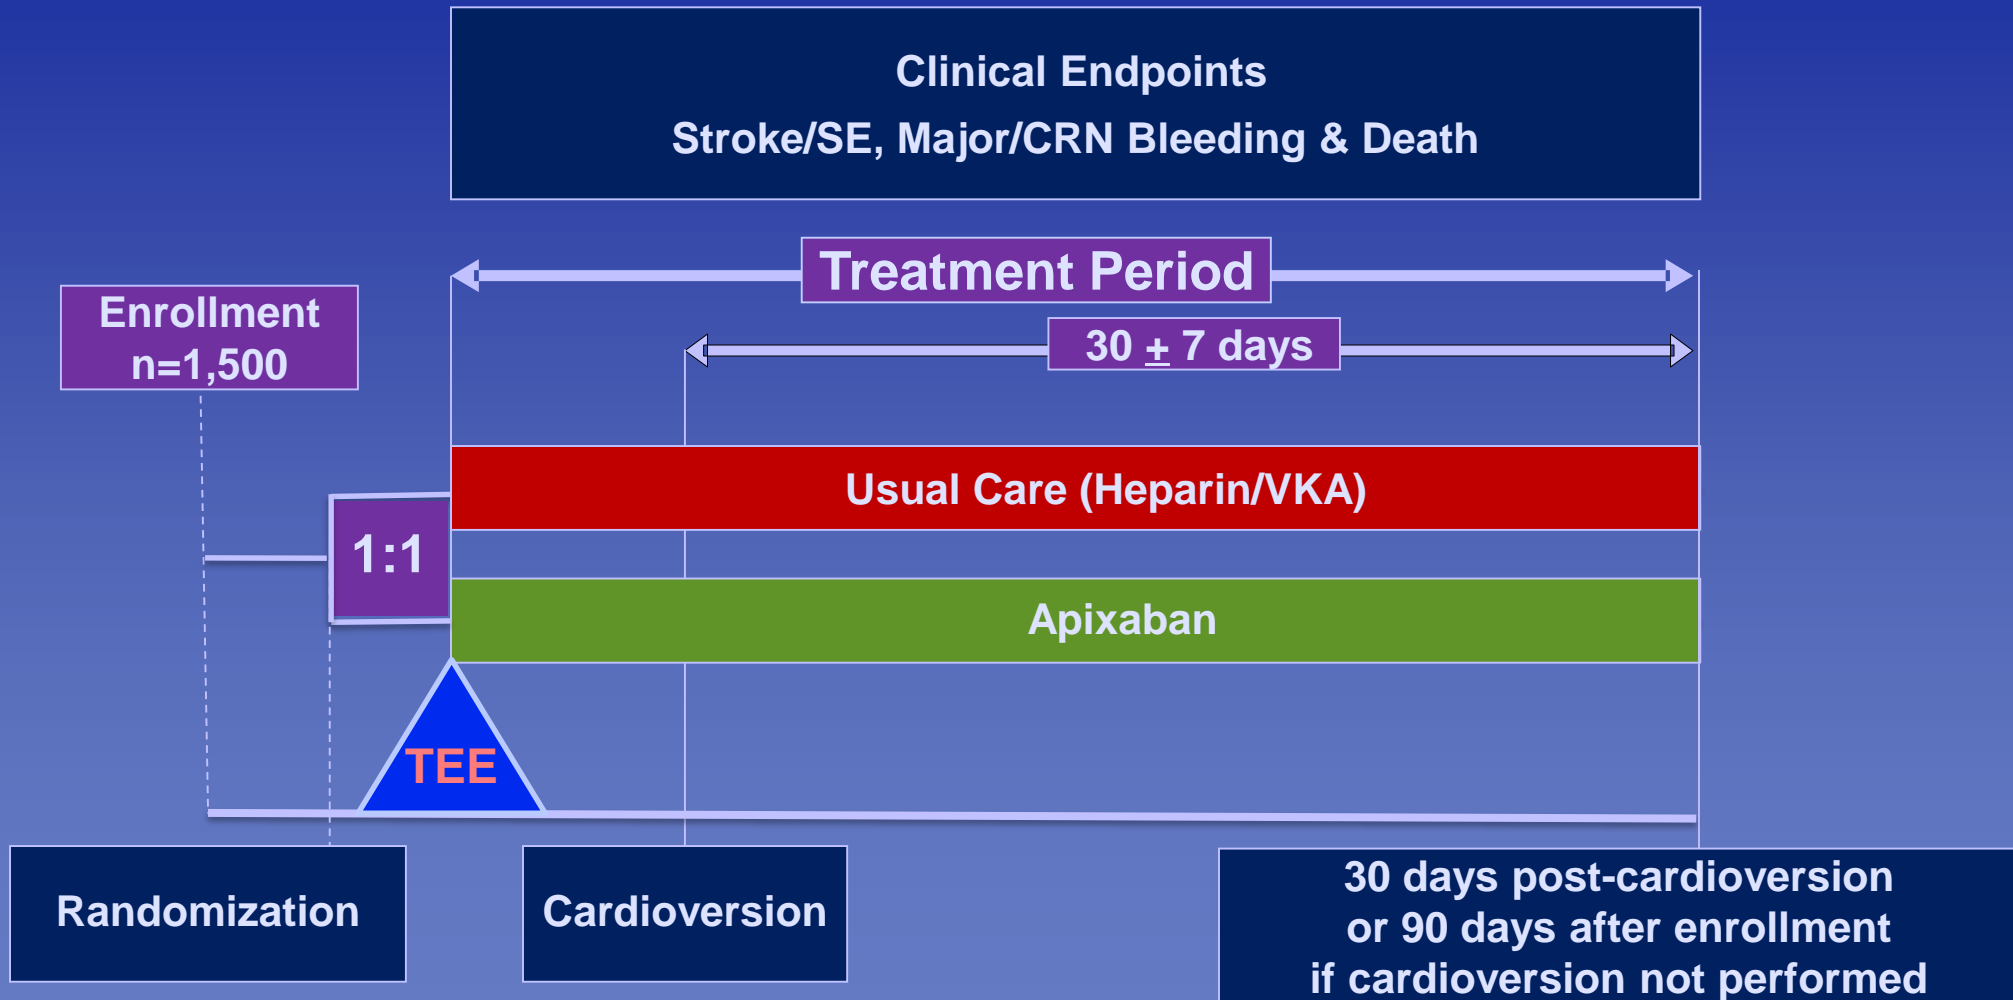 Clinical Endpoints
Stroke/SE, Major/CRN Bleeding & Death
Treatment Period
Enrollment
n=1,500
30 ± 7 days
Usual Care (Heparin/VKA)
1:1
Apixaban
TEE
Randomization
Cardioversion
30 days post-cardioversion
or 90 days after enrollment
if cardioversion not performed